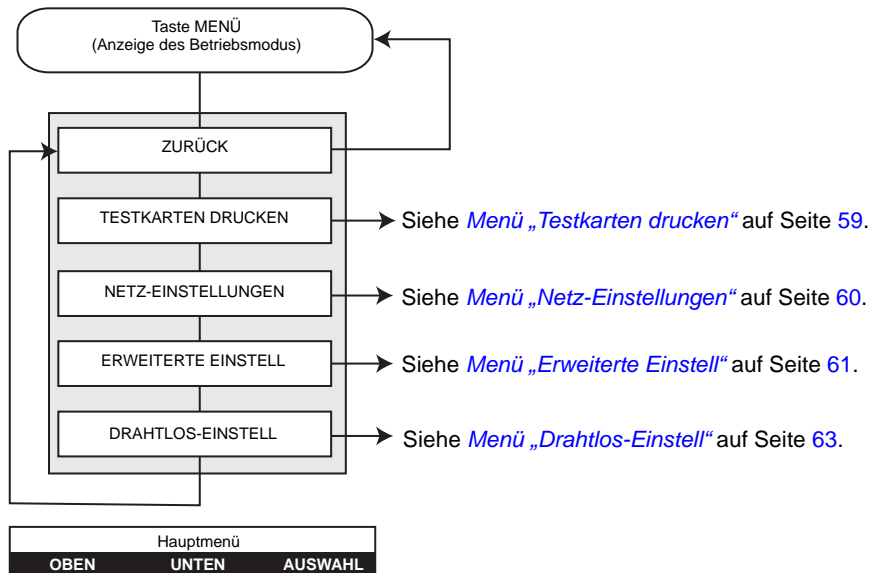 Taste MENÜ
(Anzeige des Betriebsmodus)
ZURÜCK
TESTKARTEN DRUCKEN
Siehe Menü „Testkarten drucken“ auf Seite 59.
NETZ-EINSTELLUNGEN
Siehe Menü „Netz-Einstellungen“ auf Seite 60.
ERWEITERTE EINSTELL
Siehe Menü „Erweiterte Einstell“ auf Seite 61.
DRAHTLOS-EINSTELL
Siehe Menü „Drahtlos-Einstell“ auf Seite 63.
Hauptmenü
OBEN UNTEN AUSWAHL